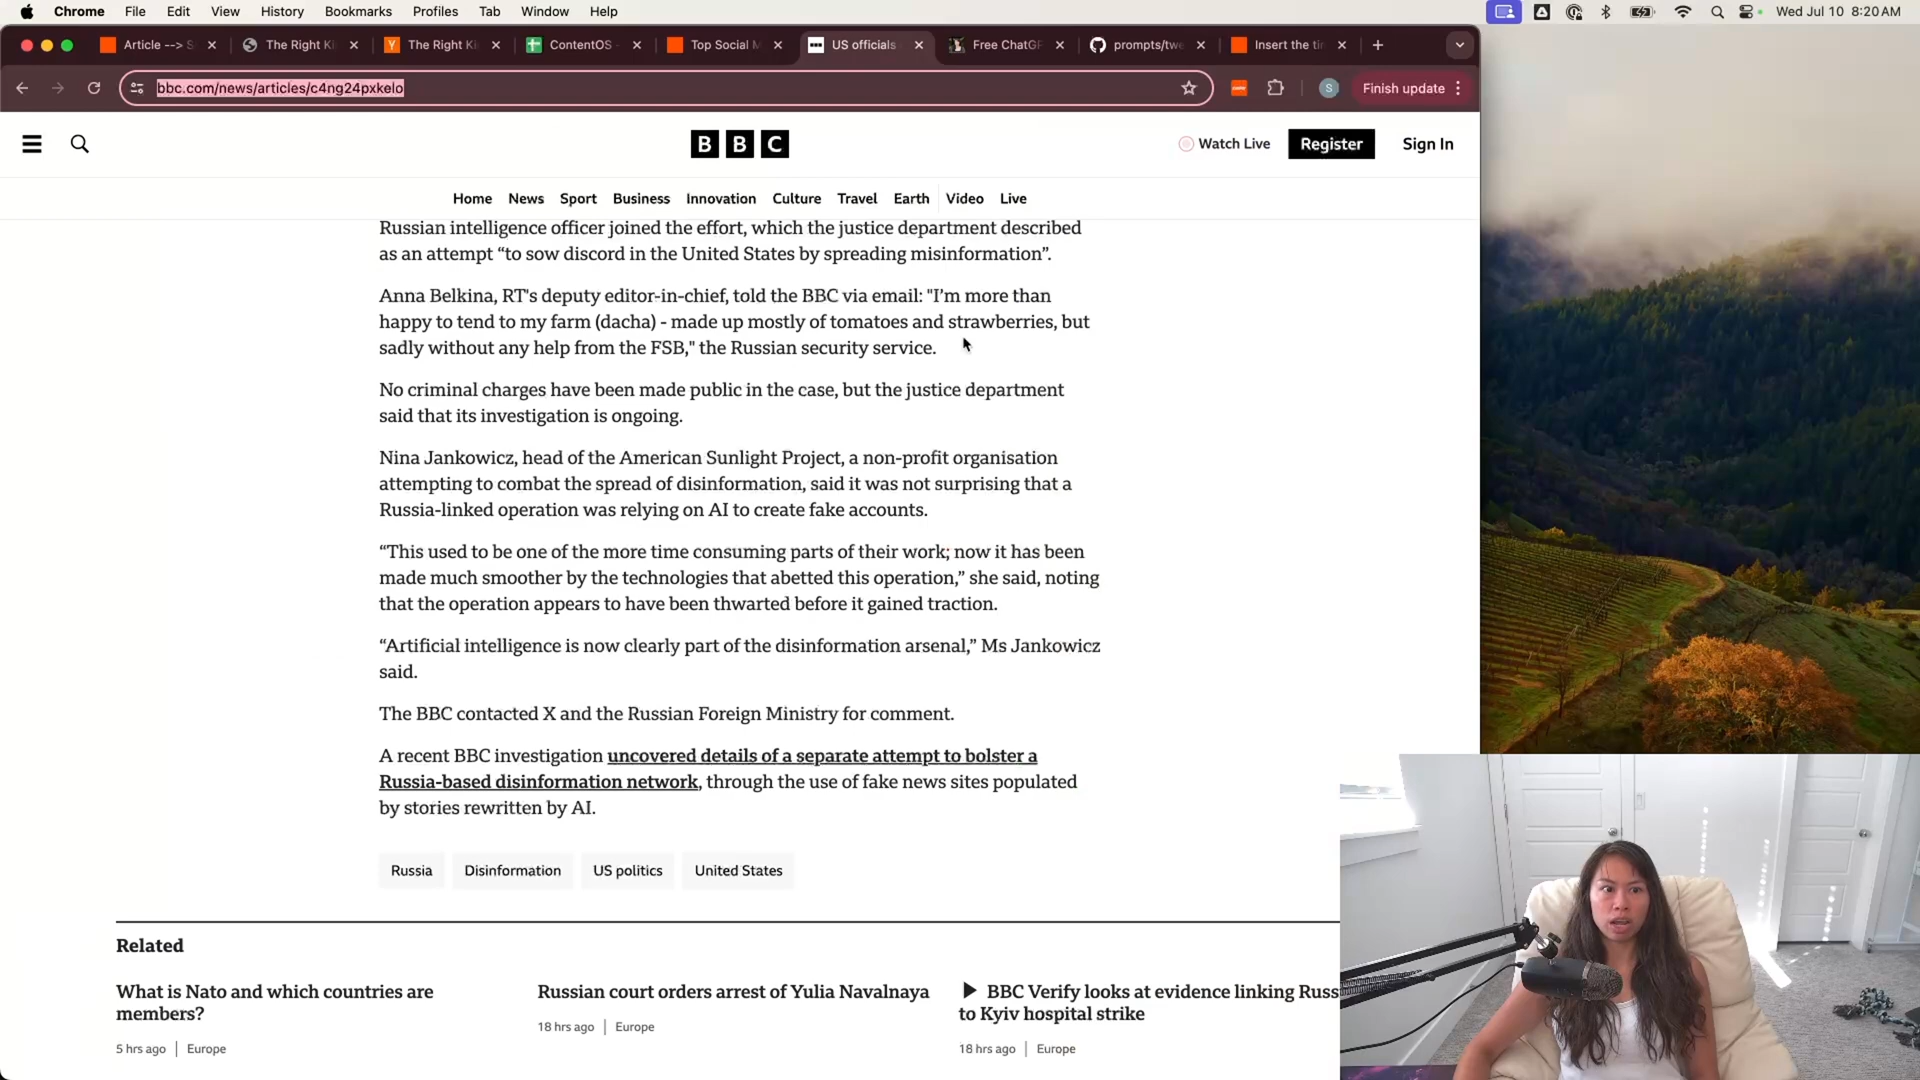 Chrome File Edit View History Bookmarks Profiles Tab Window Help
Wed Jul 10 8:20 AM
Article --> S
The Right Ki
Y The Right Ki
ContentOS -
Top Social M
US officials
Free ChatGP
prompts/twe
Insert the tir
bbc.com/news/articles/c4ng24pxkelo
S
Finish update
BBC
Watch Live
Register
Sign In
Home News Sport Business Innovation Culture Travel Earth Video Live
Russian intelligence officer joined the effort, which the justice department described
as an attempt “to sow discord in the United States by spreading misinformation”.
Anna Belkina, RT's deputy editor-in-chief, told the BBC via email: "I’m more than
happy to tend to my farm (dacha) - made up mostly of tomatoes and strawberries, but
sadly without any help from the FSB," the Russian security service.
No criminal charges have been made public in the case, but the justice department
said that its investigation is ongoing.
Nina Jankowicz, head of the American Sunlight Project, a non-profit organisation
attempting to combat the spread of disinformation, said it was not surprising that a
Russia-linked operation was relying on AI to create fake accounts.
“This used to be one of the more time consuming parts of their work; now it has been
made much smoother by the technologies that abetted this operation,” she said, noting
that the operation appears to have been thwarted before it gained traction.
“Artificial intelligence is now clearly part of the disinformation arsenal,” Ms Jankowicz
said.
The BBC contacted X and the Russian Foreign Ministry for comment.
A recent BBC investigation uncovered details of a separate attempt to bolster a
Russia-based disinformation network, through the use of fake news sites populated
by stories rewritten by AI.
Russia Disinformation US politics United States
Related
What is Nato and which countries are
members?
5 hrs ago | Europe
Russian court orders arrest of Yulia Navalnaya
18 hrs ago | Europe
BBC Verify looks at evidence linking Russ
to Kyiv hospital strike
18 hrs ago | Europe